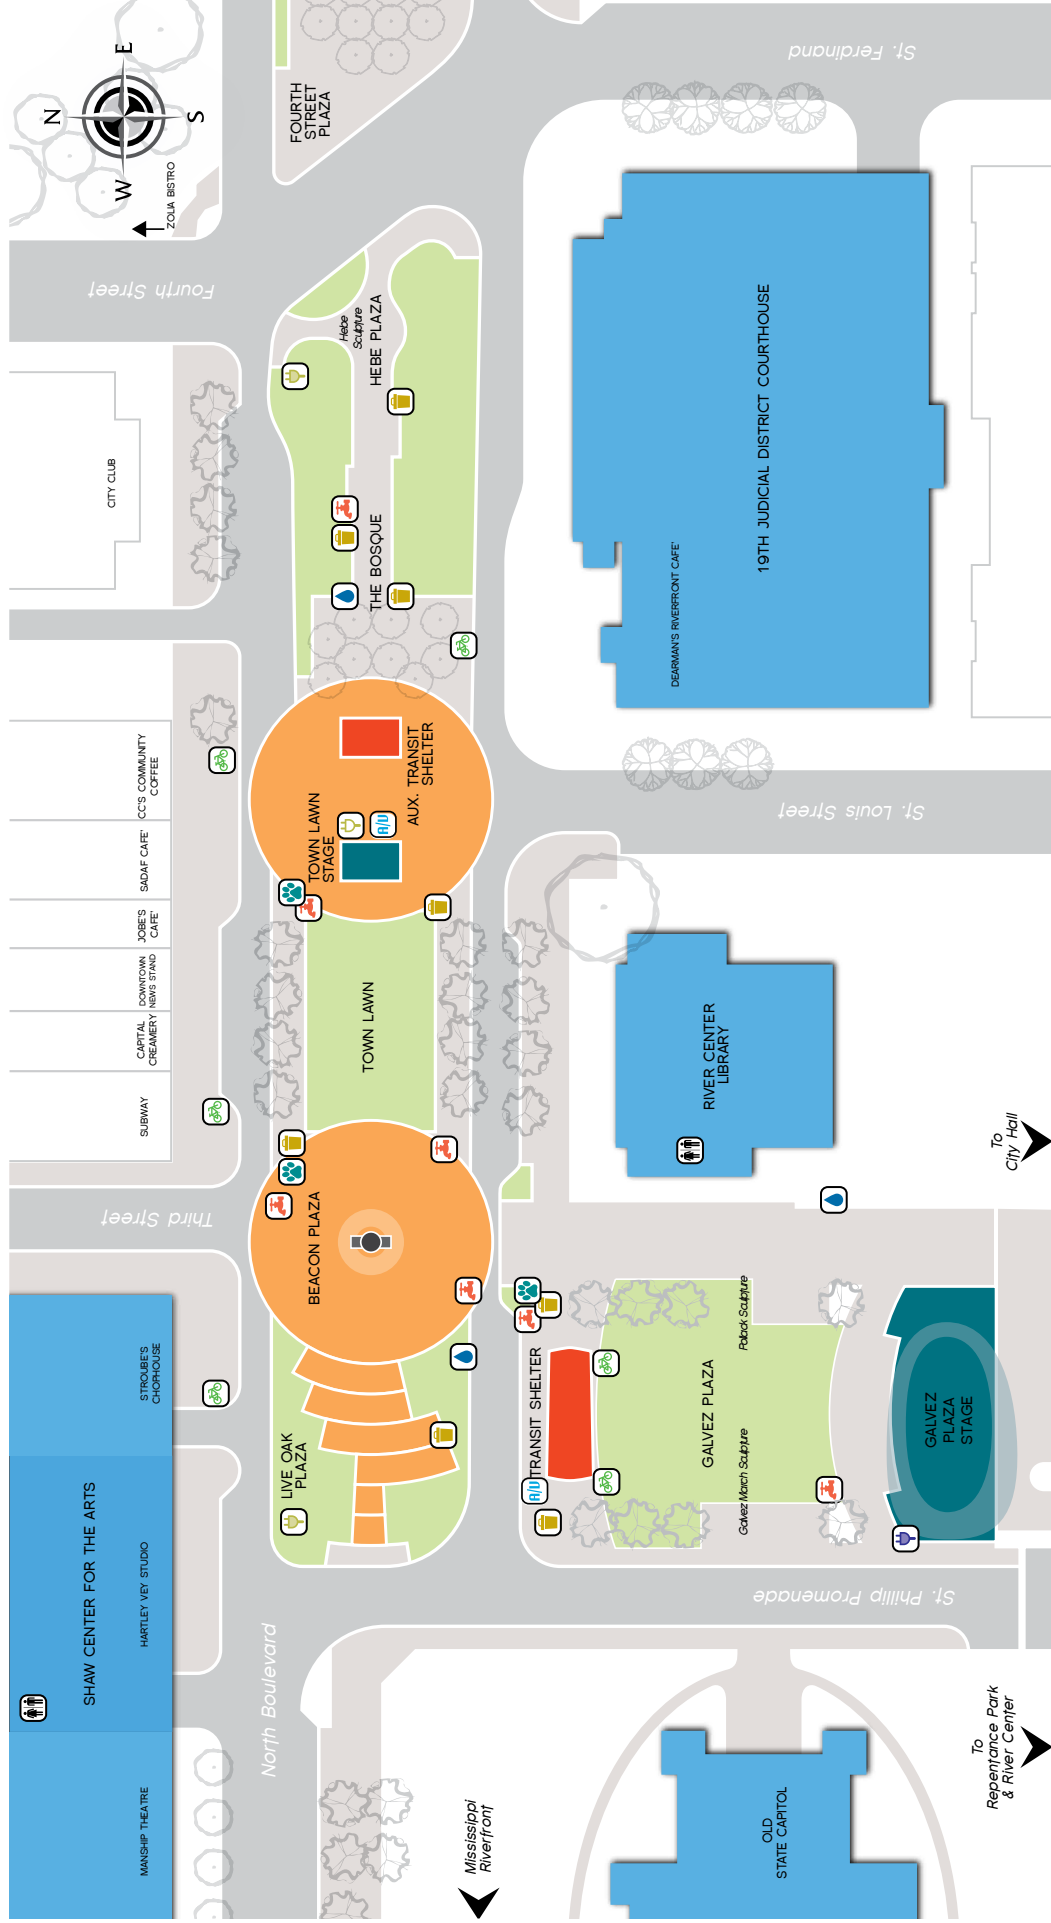 E
N
S
W
ZOLIA BISTRO
FOURTH
STREET
PLAZA
St. Ferdinand
Fourth Street
Hebe
Sculpture
HEBE PLAZA
CITY CLUB
THE BOSQUE
19TH JUDICIAL DISTRICT COURTHOUSE
DEARMAN'S RIVERFRONT CAFE'
CC'S COMMUNITY
COFFEE
SADAF CAFE'
JOBE'S
CAFE'
DOWNTOWN
NEWS STAND
CAPITAL
CREAMERY
SUBWAY
AUX. TRANSIT
SHELTER
TOWN LAWN
STAGE
A/V
St. Louis Street
TOWN LAWN
RIVER CENTER
LIBRARY
To
City Hall
Third Street
BEACON PLAZA
STROUBE'S
CHOPHOUSE
LIVE OAK
PLAZA
TRANSIT SHELTER
A/V
GALVEZ PLAZA
Pollack Sculpture
Galvez March Sculpture
GALVEZ
PLAZA
STAGE
SHAW CENTER FOR THE ARTS
HARTLEY VEY STUDIO
MANSHIP THEATRE
North Boulevard
St. Phillip Promenade
To
Repentance Park
& River Center
Mississippi
Riverfront
OLD
STATE CAPITOL